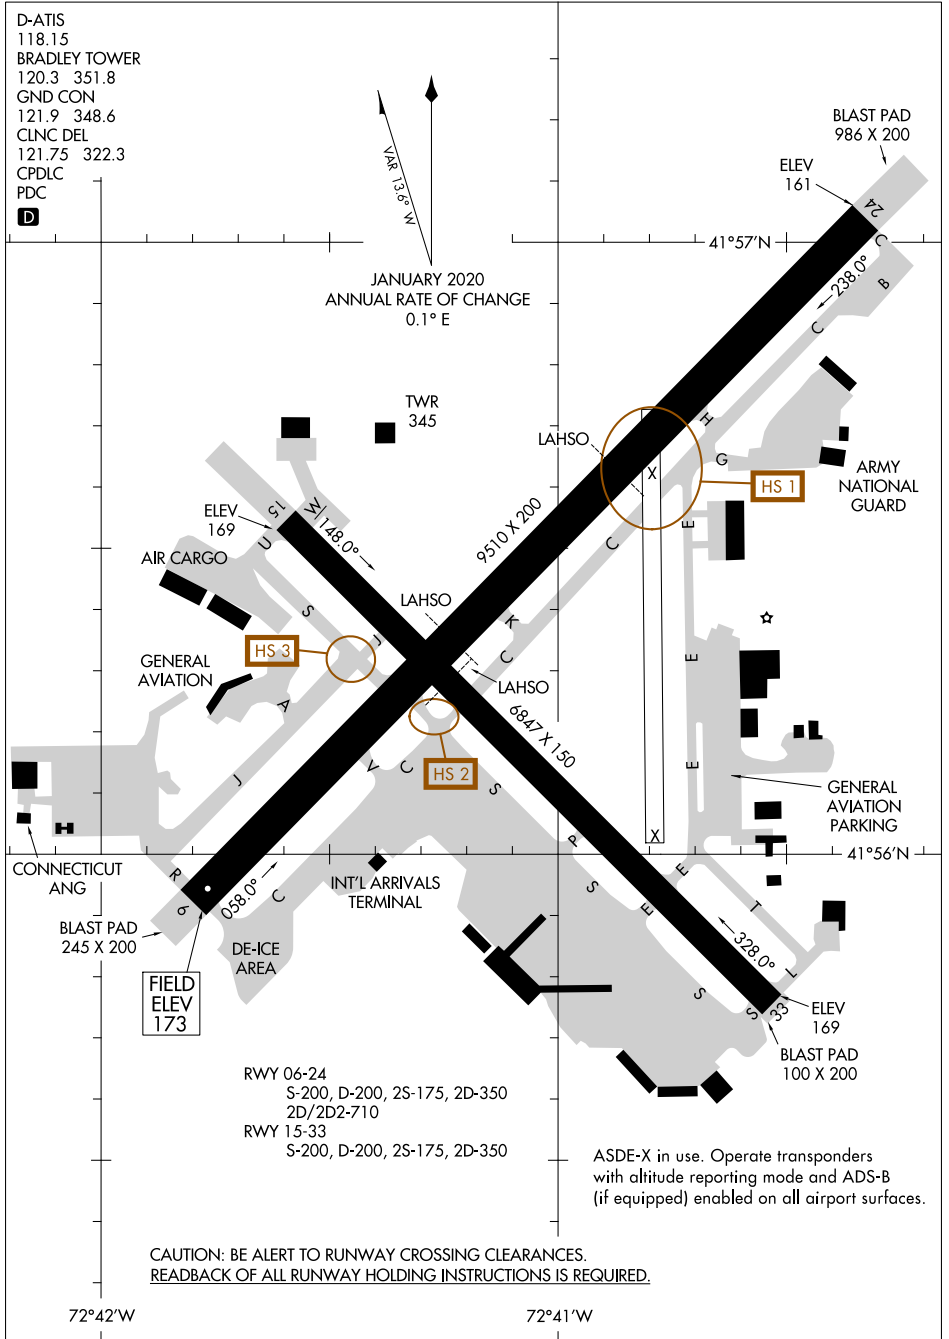 D-ATIS
118.15
BRADLEY TOWER
120.3 351.8
GND CON
121.9 348.6
CLNC DEL
121.75 322.3
CPDLC
PDC
D
VAR 13.6° W
JANUARY 2020
ANNUAL RATE OF CHANGE
0.1° E
BLAST PAD
986 X 200
ELEV
161
24
41°57'N
C
238.0°
B
C
TWR
345
H
LAHSO
G
HS 1
X
ARMY
NATIONAL
GUARD
9510 X 200
ELEV
169
15
W
148.0°
U
E
C
AIR CARGO
S
LAHSO
K
J
C
HS 3
E
GENERAL
AVIATION
LAHSO
A
6847 X 150
V
C
HS 2
S
J
E
GENERAL
AVIATION
PARKING
X
P
41°56'N
H
CONNECTICUT
ANG
R
6
058.0°
C
INT'L ARRIVALS
TERMINAL
S
E
E
T
BLAST PAD
245 X 200
DE-ICE
AREA
328.0°
L
FIELD
ELEV
173
S
S
33
ELEV
169
BLAST PAD
100 X 200
RWY 06-24
S-200, D-200, 2S-175, 2D-350
2D/2D2-710
RWY 15-33
S-200, D-200, 2S-175, 2D-350
ASDE-X in use. Operate transponders
with altitude reporting mode and ADS-B
(if equipped) enabled on all airport surfaces.
CAUTION: BE ALERT TO RUNWAY CROSSING CLEARANCES.
READBACK OF ALL RUNWAY HOLDING INSTRUCTIONS IS REQUIRED.
72°42'W
72°41'W